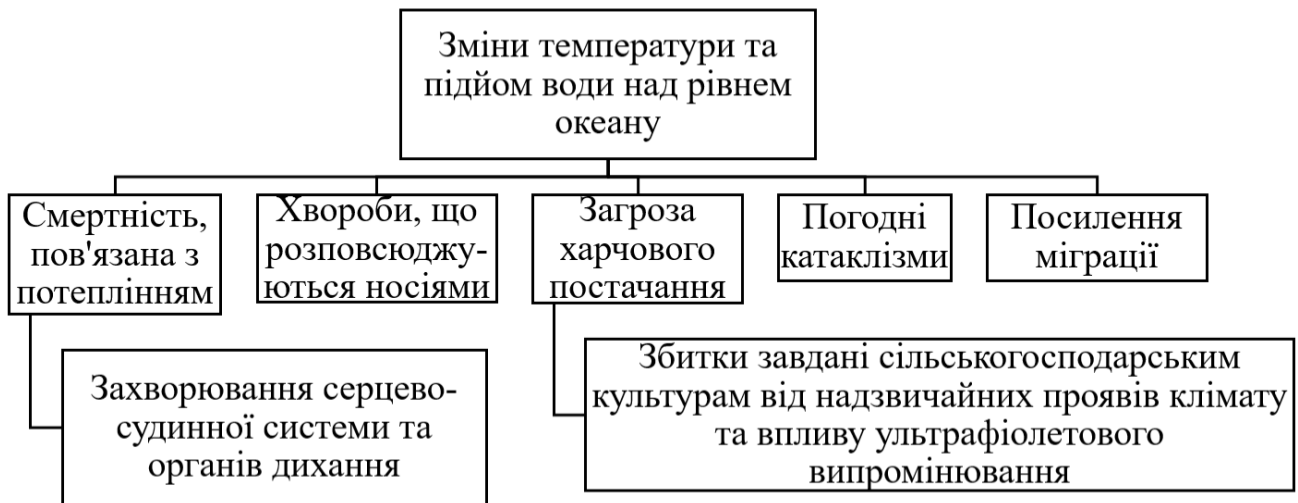 Зміни температури та
підйом води над рівнем
океану
Смертність,
пов'язана з
потеплінням
Хвороби, що
розповсюджу-
ються носіями
Загроза
харчового
постачання
Погодні
катаклізми
Посилення
міграції
Захворювання серцево-
судинної системи та
органів дихання
Збитки завдані сільськогосподарським
культурам від надзвичайних проявів клімату
та впливу ультрафіолетового
випромінювання